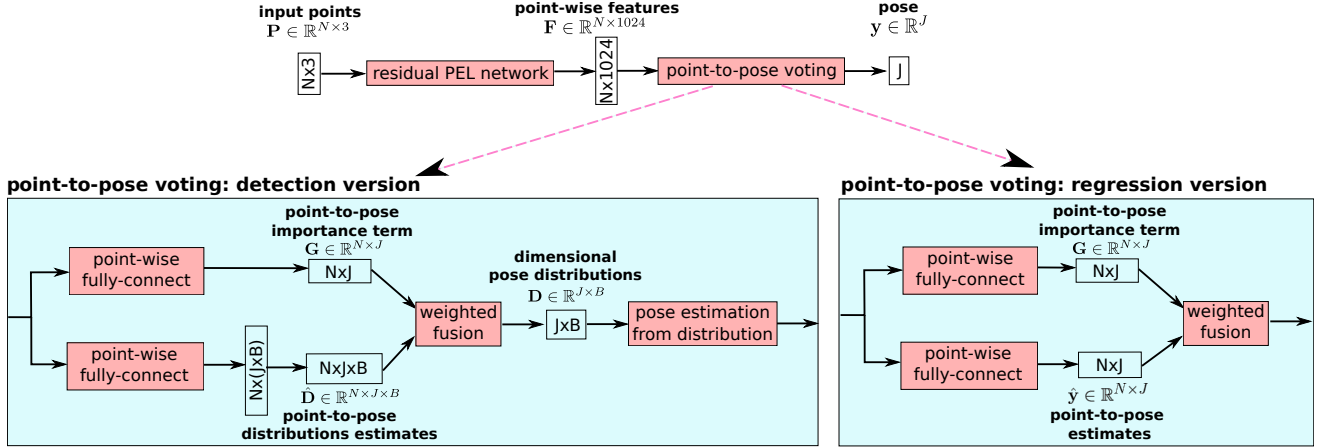 input points
P ∈ ℝ^{N×3}
Nx3
residual PEL network
point-wise features
F ∈ ℝ^{N×1024}
Nx1024
point-to-pose voting
pose
y ∈ ℝ^J
J
point-to-pose voting: detection version
point-wise
fully-connect
point-to-pose
importance term
G ∈ ℝ^{N×J}
NxJ
point-wise
fully-connect
Nx(JxB)
NxJxB
D̂ ∈ ℝ^{N×J×B}
point-to-pose
distributions estimates
weighted
fusion
dimensional
pose distributions
D ∈ ℝ^{J×B}
JxB
pose estimation
from distribution
point-to-pose voting: regression version
point-wise
fully-connect
point-to-pose
importance term
G ∈ ℝ^{N×J}
NxJ
point-wise
fully-connect
NxJ
ŷ ∈ ℝ^{N×J}
point-to-pose
estimates
weighted
fusion